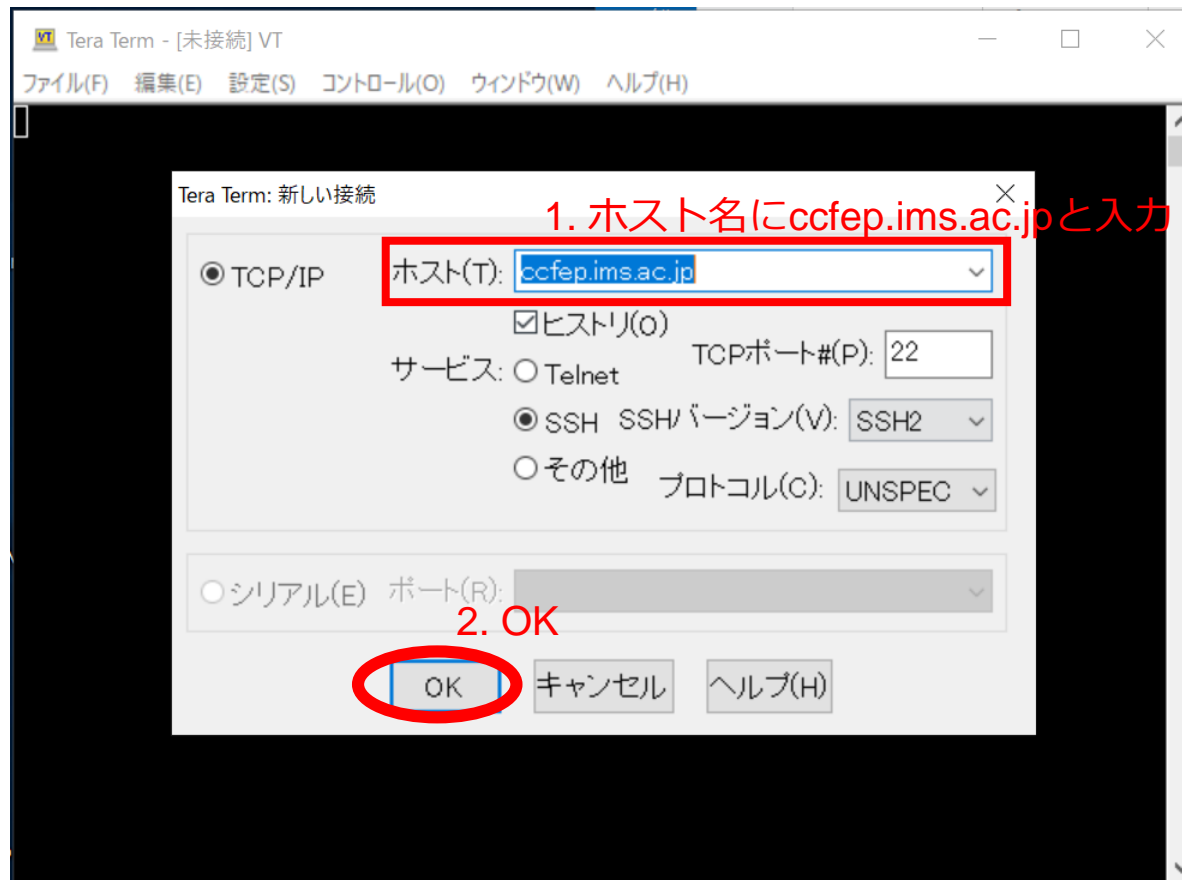 Tera Term - [未接続] VT
ファイル(F) 編集(E) 設定(S) コントロール(O) ウィンドウ(W) ヘルプ(H)
Tera Term: 新しい接続
1. ホスト名にccfep.ims.ac.jpと入力
TCP/IP ホスト(T): ccfep.ims.ac.jp
ヒストリ(O)
サービス: Telnet TCPポート#(P): 22
SSH SSHバージョン(V): SSH2
その他 プロトコル(C): UNSPEC
シリアル(E) ポート(R):
2. OK
OK キャンセル ヘルプ(H)